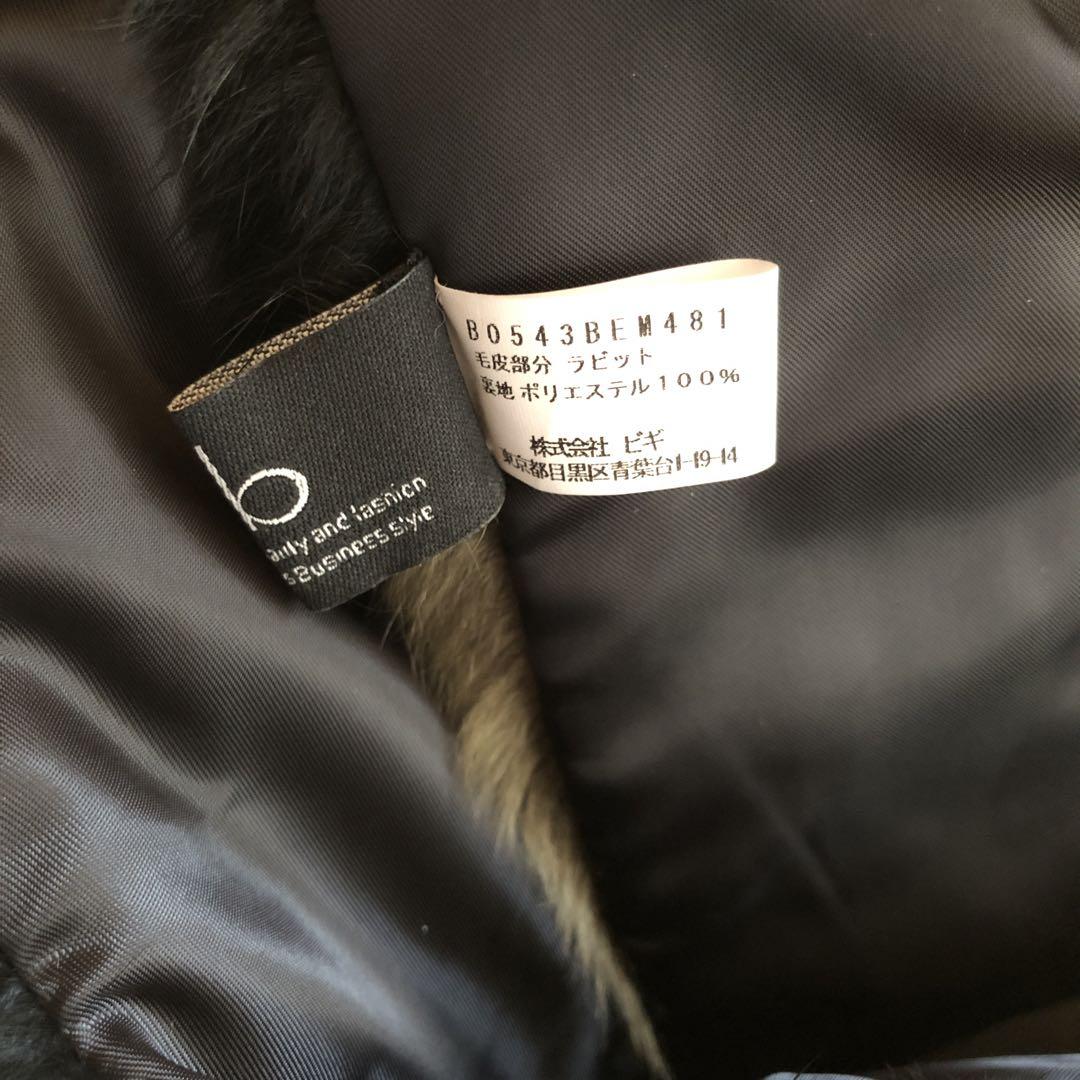 B0543BEM481
毛皮部分 ラビット
裏地 ポリエステル100%
株式会社 ビギ
東京都目黒区青葉台1-19-14
b
and fashion
Business style